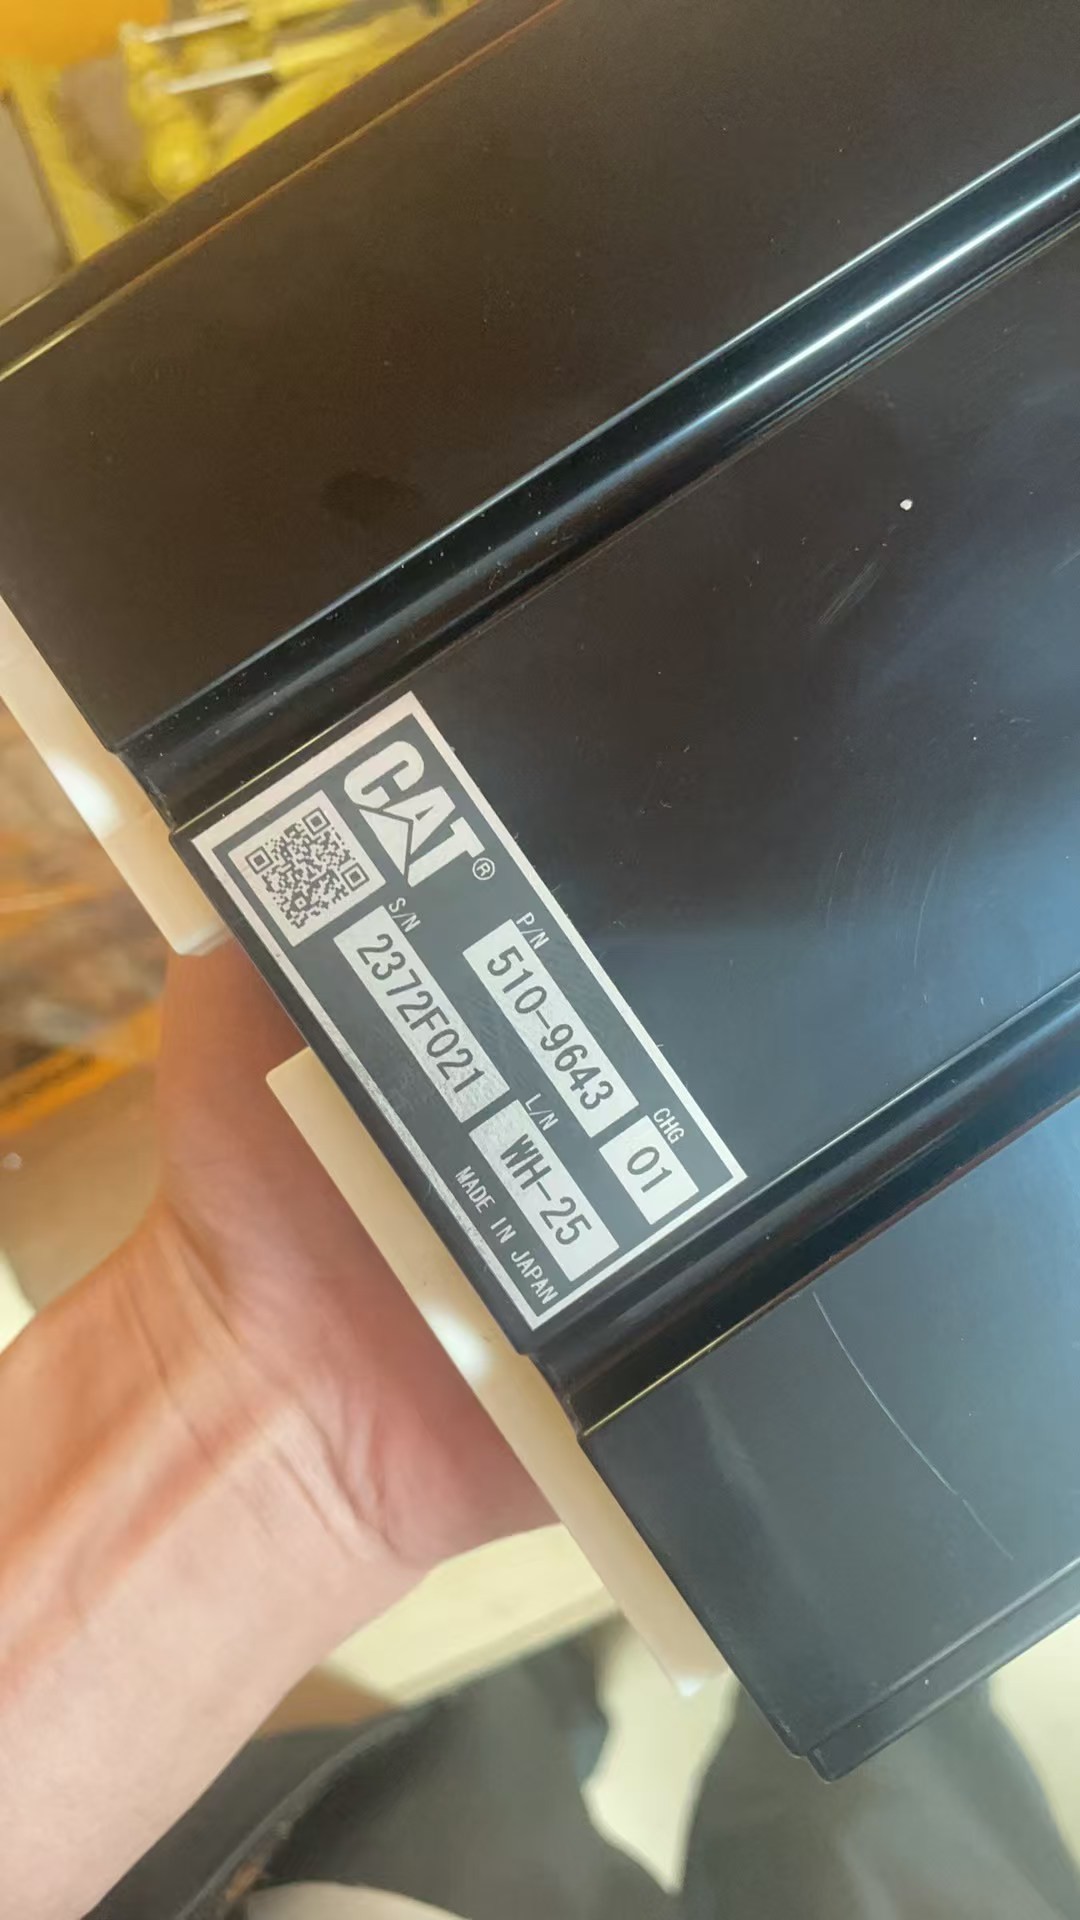 CAT®
P/N
510-9643
CHG
01
S/N
2372F021
L/N
WH-25
MADE IN JAPAN